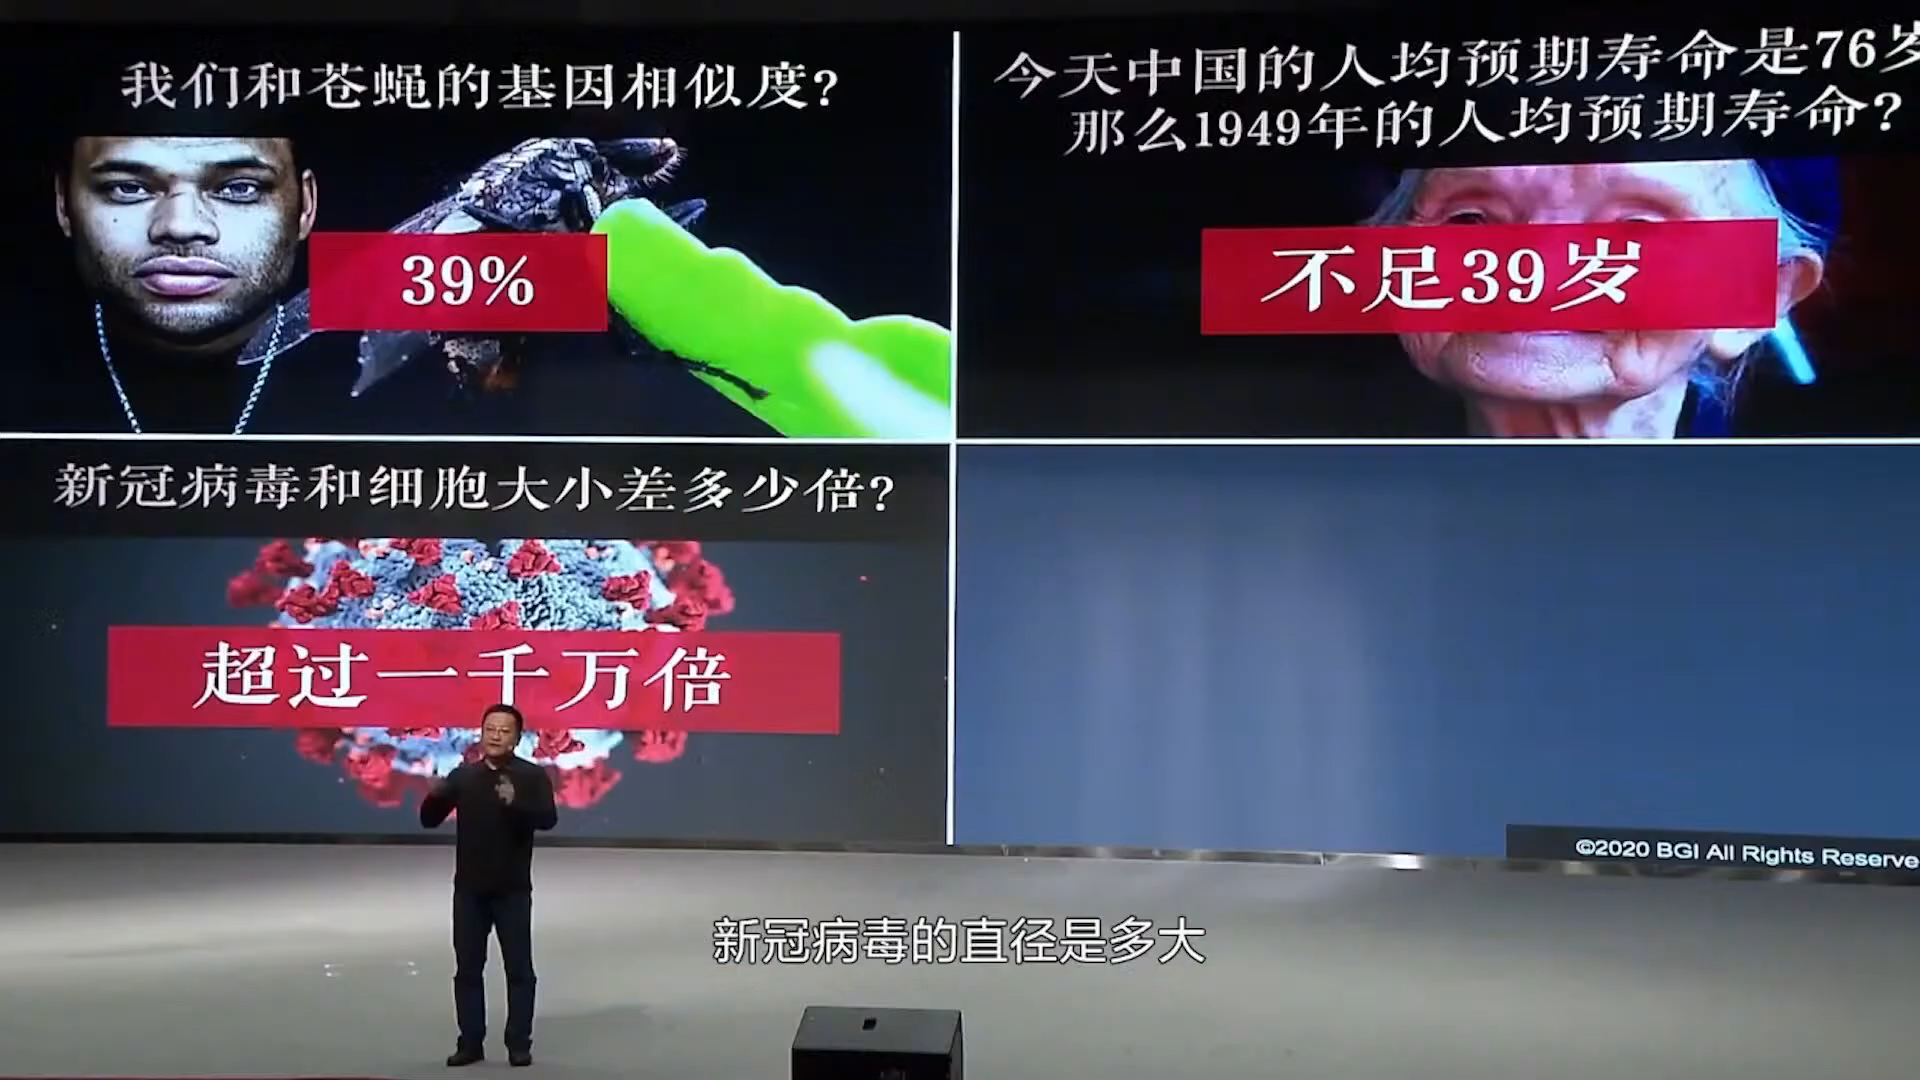 我们和苍蝇的基因相似度?
39%
今天中国的人均预期寿命是76岁
那么1949年的人均预期寿命?
不足39岁
新冠病毒和细胞大小差多少倍?
超过一千万倍
©2020 BGI All Rights Reserve
新冠病毒的直径是多大